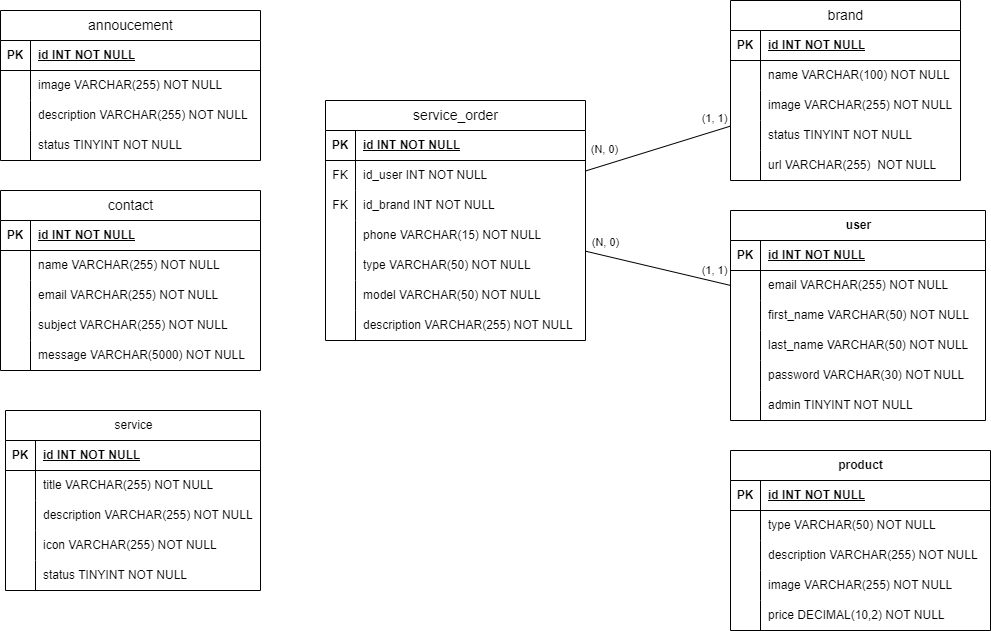 annoucement
PK id INT NOT NULL
image VARCHAR(255) NOT NULL
description VARCHAR(255) NOT NULL
status TINYINT NOT NULL
contact
PK id INT NOT NULL
name VARCHAR(255) NOT NULL
email VARCHAR(255) NOT NULL
subject VARCHAR(255) NOT NULL
message VARCHAR(5000) NOT NULL
service
PK id INT NOT NULL
title VARCHAR(255) NOT NULL
description VARCHAR(255) NOT NULL
icon VARCHAR(255) NOT NULL
status TINYINT NOT NULL
service_order
PK id INT NOT NULL
FK id_user INT NOT NULL
FK id_brand INT NOT NULL
phone VARCHAR(15) NOT NULL
type VARCHAR(50) NOT NULL
model VARCHAR(50) NOT NULL
description VARCHAR(255) NOT NULL
(N, 0)
(1, 1)
(N, 0)
(1, 1)
brand
PK id INT NOT NULL
name VARCHAR(100) NOT NULL
image VARCHAR(255) NOT NULL
status TINYINT NOT NULL
url VARCHAR(255) NOT NULL
user
PK id INT NOT NULL
email VARCHAR(255) NOT NULL
first_name VARCHAR(50) NOT NULL
last_name VARCHAR(50) NOT NULL
password VARCHAR(30) NOT NULL
admin TINYINT NOT NULL
product
PK id INT NOT NULL
type VARCHAR(50) NOT NULL
description VARCHAR(255) NOT NULL
image VARCHAR(255) NOT NULL
price DECIMAL(10,2) NOT NULL